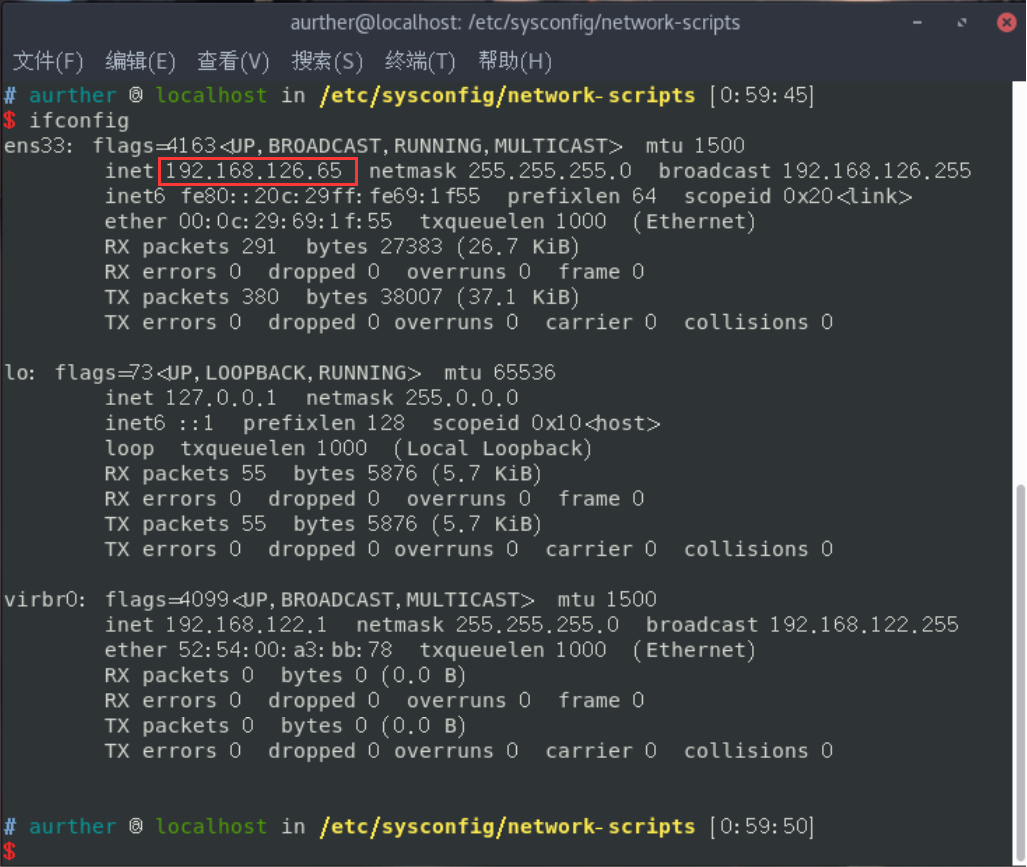 aurther@localhost: /etc/sysconfig/network-scripts
文件(F) 编辑(E) 查看(V) 搜索(S) 终端(T) 帮助(H)
# aurther @ localhost in /etc/sysconfig/network-scripts [0:59:45]
$ ifconfig
ens33: flags=4163<UP,BROADCAST,RUNNING,MULTICAST>  mtu 1500
        inet 192.168.126.65  netmask 255.255.255.0  broadcast 192.168.126.255
        inet6 fe80::20c:29ff:fe69:1f55  prefixlen 64  scopeid 0x20<link>
        ether 00:0c:29:69:1f:55  txqueuelen 1000  (Ethernet)
        RX packets 291  bytes 27383 (26.7 KiB)
        RX errors 0  dropped 0  overruns 0  frame 0
        TX packets 380  bytes 38007 (37.1 KiB)
        TX errors 0  dropped 0 overruns 0  carrier 0  collisions 0
lo: flags=73<UP,LOOPBACK,RUNNING>  mtu 65536
        inet 127.0.0.1  netmask 255.0.0.0
        inet6 ::1  prefixlen 128  scopeid 0x10<host>
        loop  txqueuelen 1000  (Local Loopback)
        RX packets 55  bytes 5876 (5.7 KiB)
        RX errors 0  dropped 0  overruns 0  frame 0
        TX packets 55  bytes 5876 (5.7 KiB)
        TX errors 0  dropped 0 overruns 0  carrier 0  collisions 0
virbr0: flags=4099<UP,BROADCAST,MULTICAST>  mtu 1500
        inet 192.168.122.1  netmask 255.255.255.0  broadcast 192.168.122.255
        ether 52:54:00:a3:bb:78  txqueuelen 1000  (Ethernet)
        RX packets 0  bytes 0 (0.0 B)
        RX errors 0  dropped 0  overruns 0  frame 0
        TX packets 0  bytes 0 (0.0 B)
        TX errors 0  dropped 0 overruns 0  carrier 0  collisions 0
# aurther @ localhost in /etc/sysconfig/network-scripts [0:59:50]
$